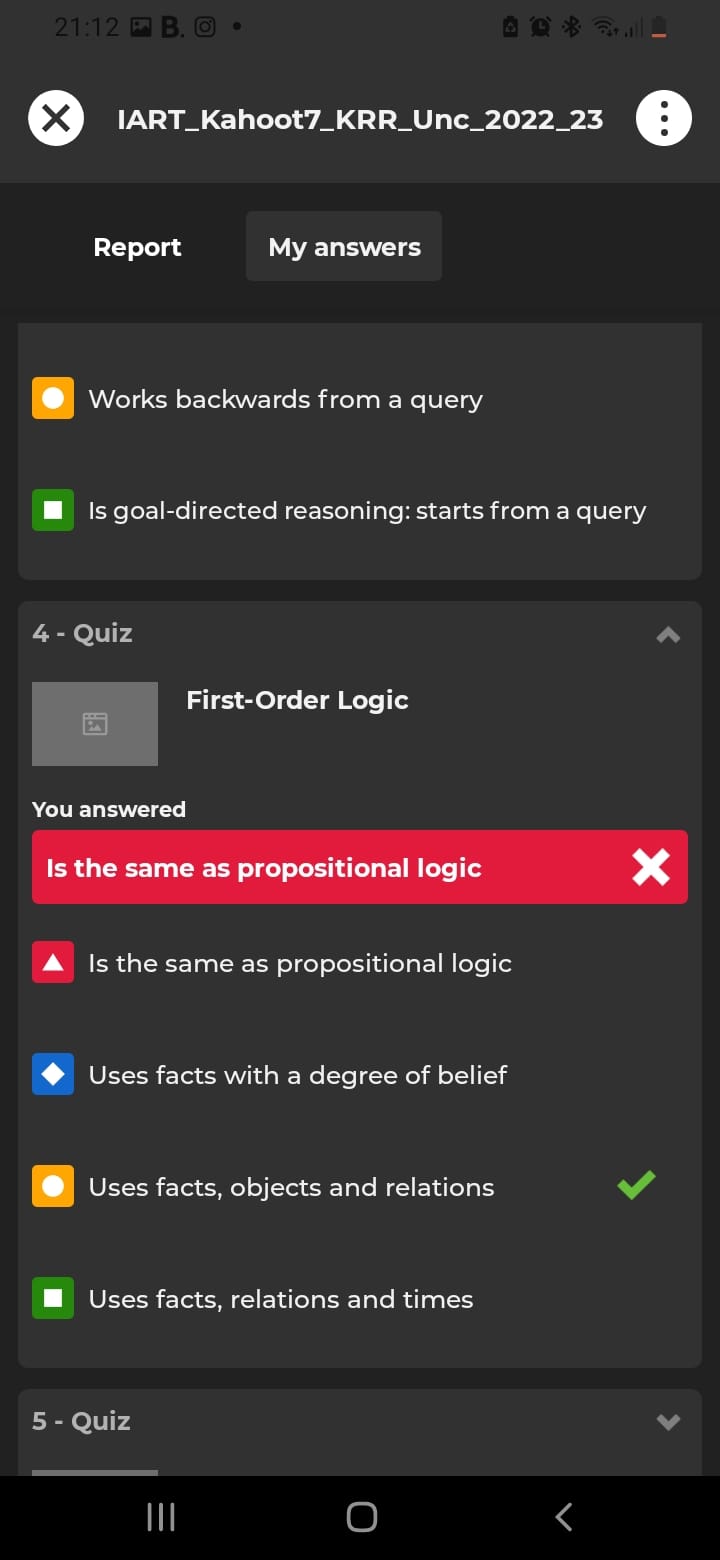 21:12 B.
IART_Kahoot7_KRR_Unc_2022_23
Report My answers
Works backwards from a query
Is goal-directed reasoning: starts from a query
4 - Quiz
First-Order Logic
You answered
Is the same as propositional logic
Is the same as propositional logic
Uses facts with a degree of belief
Uses facts, objects and relations
Uses facts, relations and times
5 - Quiz